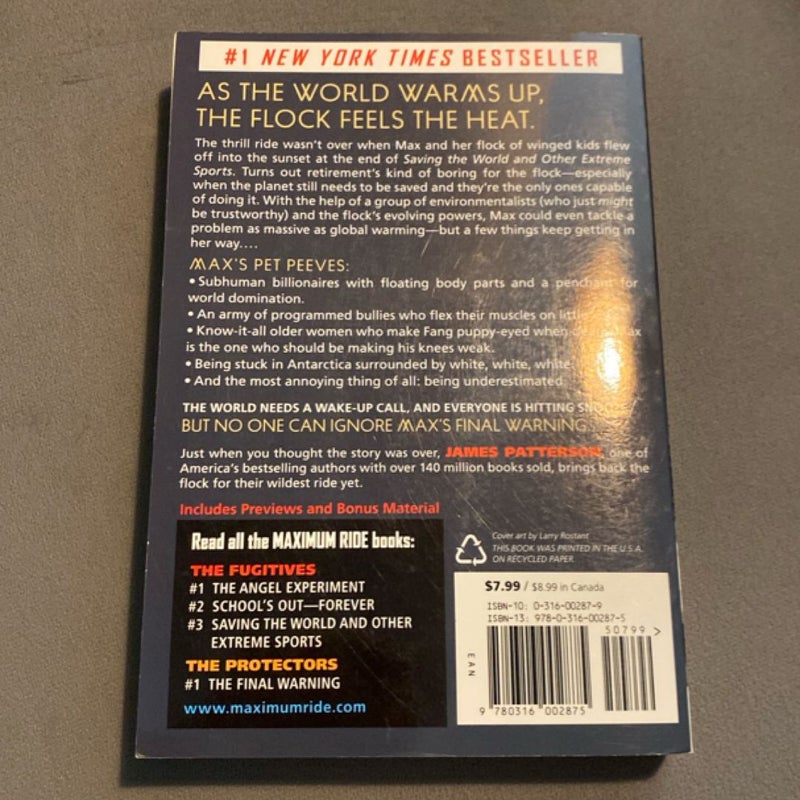 #1 NEW YORK TIMES BESTSELLER
AS THE WORLD WARMS UP,
THE FLOCK FEELS THE HEAT.
The thrill ride wasn't over when Max and her flock of winged kids flew
off into the sunset at the end of Saving the World and Other Extreme
Sports. Turns out retirement's kind of boring for the flock—especially
when the planet still needs to be saved and they're the only ones capable
of doing it. With the help of a group of environmentalists (who just might
be trustworthy) and the flock's evolving powers, Max could even tackle a
problem as massive as global warming—but a few things keep getting in
her way....
MAX'S PET PEEVES:
• Subhuman billionaires with floating body parts and a penchant for
world domination.
• An army of programmed bullies who flex their muscles on little
• Know-it-all older women who make Fang puppy-eyed when
is the one who should be making his knees weak.
• Being stuck in Antarctica surrounded by white, white, white
• And the most annoying thing of all: being underestimated
THE WORLD NEEDS A WAKE-UP CALL, AND EVERYONE IS HITTING
BUT NO ONE CAN IGNORE MAX'S FINAL WARNING
Just when you thought the story was over, JAMES PATTERSON, one of
America's bestselling authors with over 140 million books sold, brings back the
flock for their wildest ride yet.
Includes Previews and Bonus Material
Read all the MAXIMUM RIDE books:
THE FUGITIVES
#1 THE ANGEL EXPERIMENT
#2 SCHOOL'S OUT—FOREVER
#3 SAVING THE WORLD AND OTHER
EXTREME SPORTS
THE PROTECTORS
#1 THE FINAL WARNING
www.maximumride.com
Cover art by Larry Rostant
THIS BOOK WAS PRINTED IN THE U.S.A.
ON RECYCLED PAPER.
$7.99 / $8.99 in Canada
ISBN-10: 0-316-00287-9
ISBN-13: 978-0-316-00287-5
50799 >
EAN
9 780316 002875